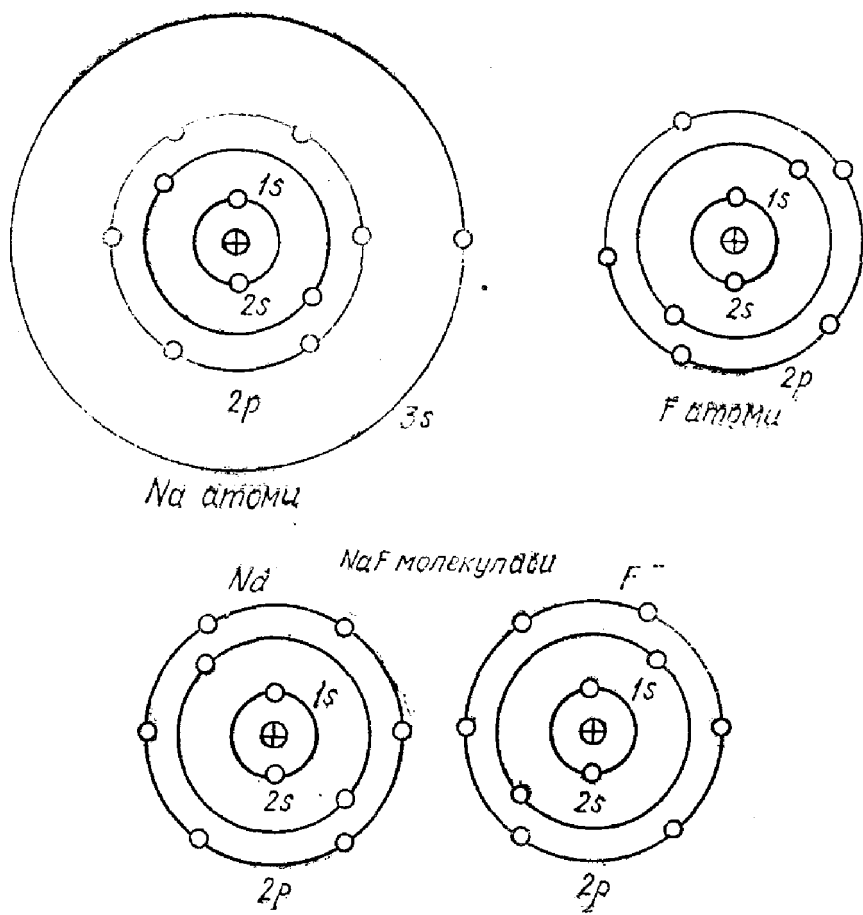 1s
2s
2p
3s
Na атоми
1s
2s
2p
F атоми
NaF молекуласи
Na
1s
2s
2p
F⁻
1s
2s
2p